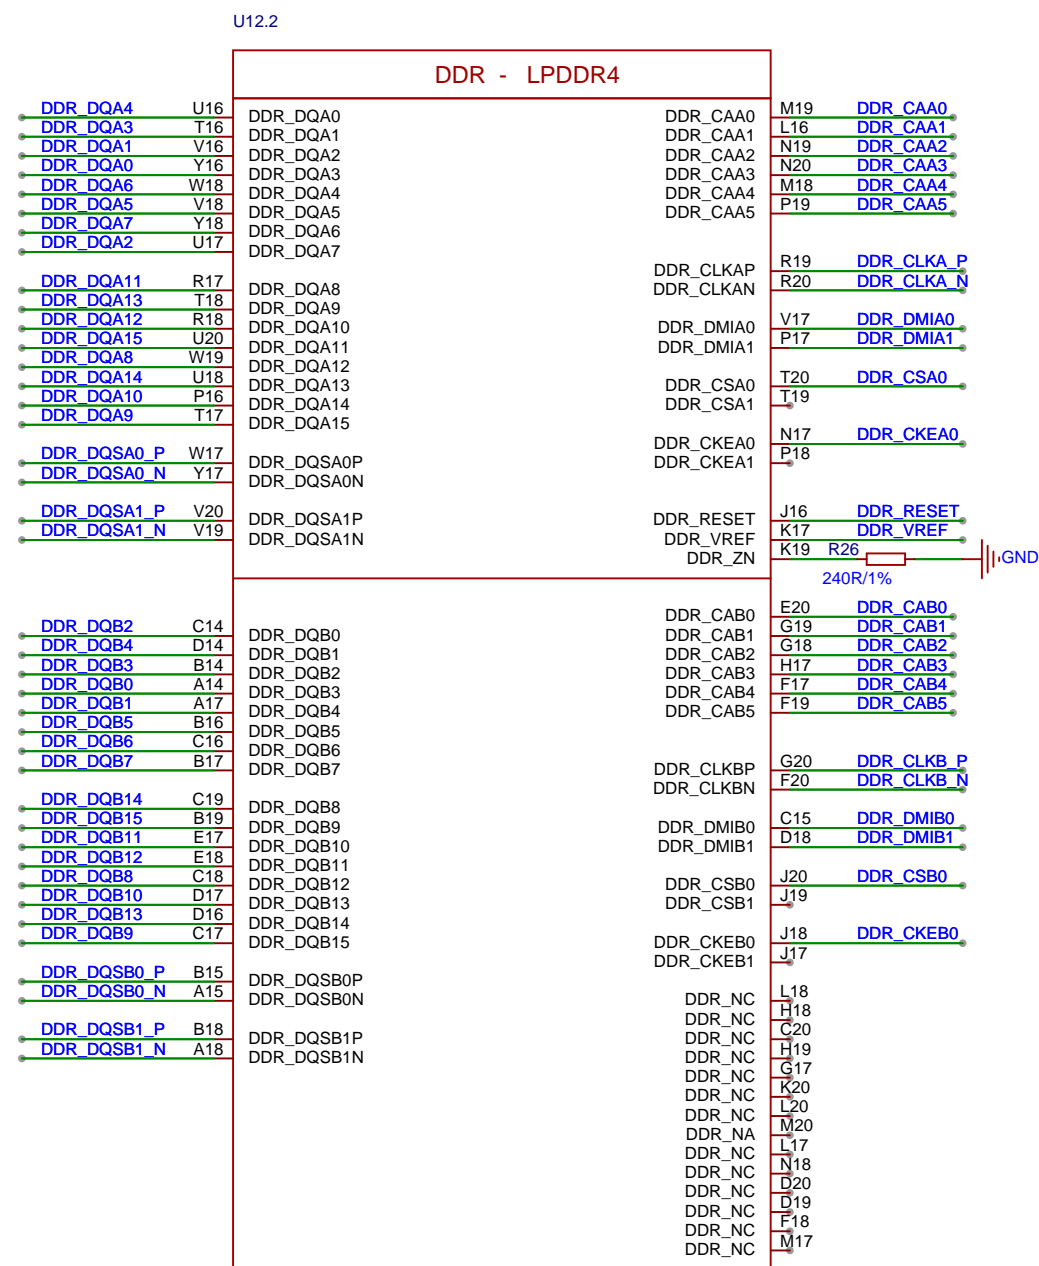 U12.2
DDR - LPDDR4
DDR_DQA4 U16 DDR_DQA0 DDR_CAA0 M19 DDR_CAA0
DDR_DQA3 T16 DDR_DQA1 DDR_CAA1 L16 DDR_CAA1
DDR_DQA1 V16 DDR_DQA2 DDR_CAA2 N19 DDR_CAA2
DDR_DQA0 Y16 DDR_DQA3 DDR_CAA3 N20 DDR_CAA3
DDR_DQA6 W18 DDR_DQA4 DDR_CAA4 M18 DDR_CAA4
DDR_DQA5 V18 DDR_DQA5 DDR_CAA5 P19 DDR_CAA5
DDR_DQA7 Y18 DDR_DQA6
DDR_DQA2 U17 DDR_DQA7
DDR_CLKAP R19 DDR_CLKA_P
DDR_DQA11 R17 DDR_DQA8 DDR_CLKAN R20 DDR_CLKA_N
DDR_DQA13 T18 DDR_DQA9
DDR_DQA12 R18 DDR_DQA10 DDR_DMIA0 V17 DDR_DMIA0
DDR_DQA15 U20 DDR_DQA11 DDR_DMIA1 P17 DDR_DMIA1
DDR_DQA8 W19 DDR_DQA12
DDR_DQA14 U18 DDR_DQA13 DDR_CSA0 T20 DDR_CSA0
DDR_DQA10 P16 DDR_DQA14 DDR_CSA1 T19
DDR_DQA9 T17 DDR_DQA15
DDR_CKEA0 N17 DDR_CKEA0
DDR_DQSA0_P W17 DDR_DQSA0P DDR_CKEA1 P18
DDR_DQSA0_N Y17 DDR_DQSA0N
DDR_DQSA1_P V20 DDR_DQSA1P DDR_RESET J16 DDR_RESET
DDR_DQSA1_N V19 DDR_DQSA1N DDR_VREF K17 DDR_VREF
DDR_ZN K19 R26 GND
240R/1%
DDR_CAB0 E20 DDR_CAB0
DDR_DQB2 C14 DDR_DQB0 DDR_CAB1 G19 DDR_CAB1
DDR_DQB4 D14 DDR_DQB1 DDR_CAB2 G18 DDR_CAB2
DDR_DQB3 B14 DDR_DQB2 DDR_CAB3 H17 DDR_CAB3
DDR_DQB0 A14 DDR_DQB3 DDR_CAB4 F17 DDR_CAB4
DDR_DQB1 A17 DDR_DQB4 DDR_CAB5 F19 DDR_CAB5
DDR_DQB5 B16 DDR_DQB5
DDR_DQB6 C16 DDR_DQB6
DDR_DQB7 B17 DDR_DQB7 DDR_CLKBP G20 DDR_CLKB_P
DDR_CLKBN F20 DDR_CLKB_N
DDR_DQB14 C19 DDR_DQB8
DDR_DQB15 B19 DDR_DQB9 DDR_DMIB0 C15 DDR_DMIB0
DDR_DQB11 E17 DDR_DQB10 DDR_DMIB1 D18 DDR_DMIB1
DDR_DQB12 E18 DDR_DQB11
DDR_DQB8 C18 DDR_DQB12 DDR_CSB0 J20 DDR_CSB0
DDR_DQB10 D17 DDR_DQB13 DDR_CSB1 J19
DDR_DQB13 D16 DDR_DQB14
DDR_DQB9 C17 DDR_DQB15 DDR_CKEB0 J18 DDR_CKEB0
DDR_CKEB1 J17
DDR_DQSB0_P B15 DDR_DQSB0P
DDR_DQSB0_N A15 DDR_DQSB0N DDR_NC L18
DDR_NC H18
DDR_DQSB1_P B18 DDR_DQSB1P DDR_NC C20
DDR_DQSB1_N A18 DDR_DQSB1N DDR_NC H19
DDR_NC G17
DDR_NC K20
DDR_NC L20
DDR_NA M20
DDR_NC L17
DDR_NC N18
DDR_NC D20
DDR_NC D19
DDR_NC F18
DDR_NC M17